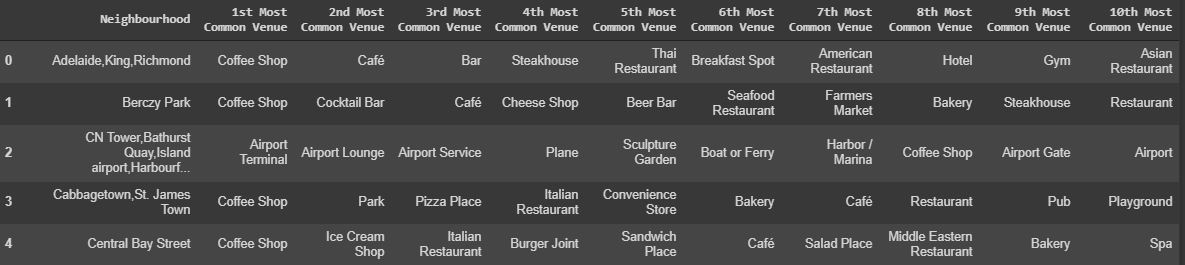 Neighbourhood 1st Most Common Venue 2nd Most Common Venue 3rd Most Common Venue 4th Most Common Venue 5th Most Common Venue 6th Most Common Venue 7th Most Common Venue 8th Most Common Venue 9th Most Common Venue 10th Most Common Venue
0 Adelaide,King,Richmond Coffee Shop Café Bar Steakhouse Thai Restaurant Breakfast Spot American Restaurant Hotel Gym Asian Restaurant
1 Berczy Park Coffee Shop Cocktail Bar Café Cheese Shop Beer Bar Seafood Restaurant Farmers Market Bakery Steakhouse Restaurant
2 CN Tower,Bathurst Quay,Island airport,Harbourf... Airport Terminal Airport Lounge Airport Service Plane Sculpture Garden Boat or Ferry Harbor / Marina Coffee Shop Airport Gate Airport
3 Cabbagetown,St. James Town Coffee Shop Park Pizza Place Italian Restaurant Convenience Store Bakery Café Restaurant Pub Playground
4 Central Bay Street Coffee Shop Ice Cream Shop Italian Restaurant Burger Joint Sandwich Place Café Salad Place Middle Eastern Restaurant Bakery Spa